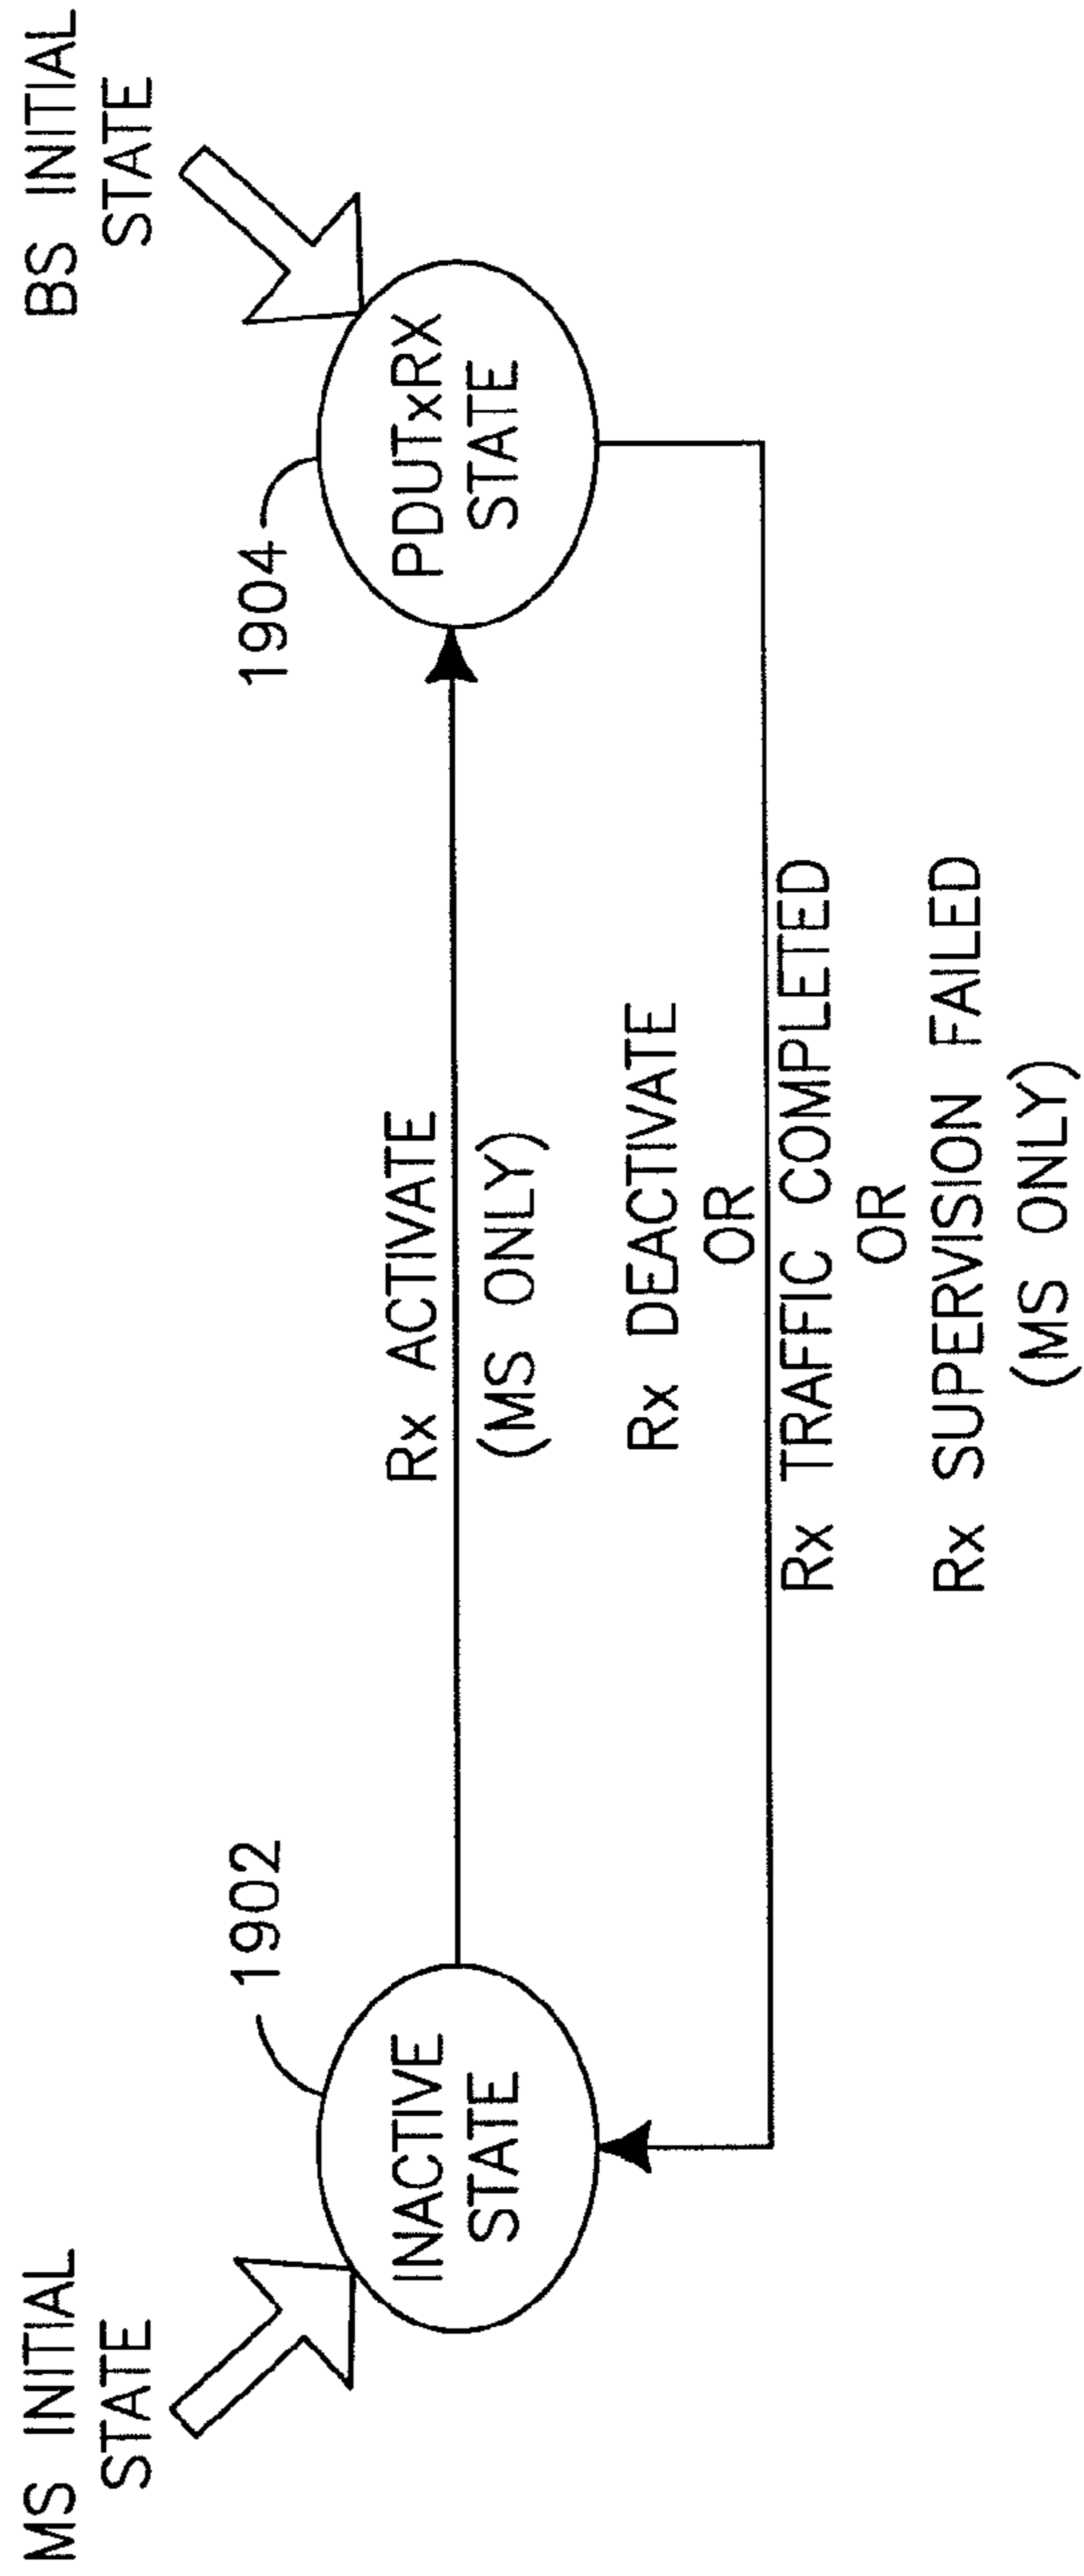 MS INITIAL
STATE
BS INITIAL
STATE
1902
1904
INACTIVE
STATE
PDUTxRX
STATE
Rx ACTIVATE
(MS ONLY)
Rx DEACTIVATE
OR
Rx TRAFFIC COMPLETED
OR
Rx SUPERVISION FAILED
(MS ONLY)